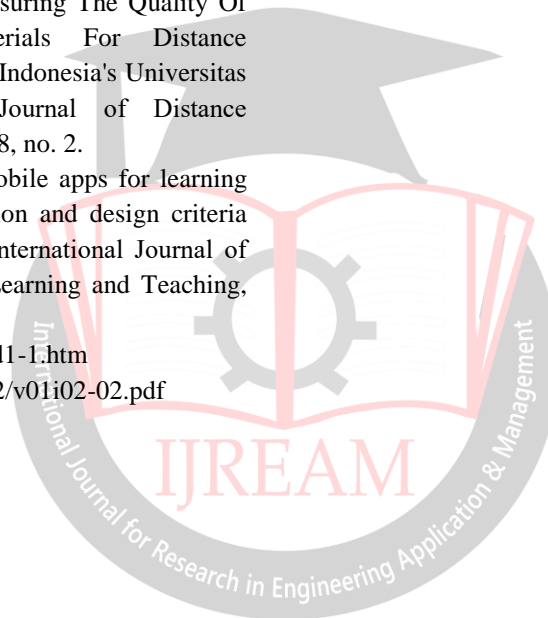 suring The Quality Of
erials For Distance
Indonesia's Universitas
Journal of Distance
8, no. 2.
obile apps for learning
ion and design criteria
nternational Journal of
earning and Teaching,
d1-1.htm
2/v01i02-02.pdf
IJREAM
International Journal for Research in Engineering Application & Management